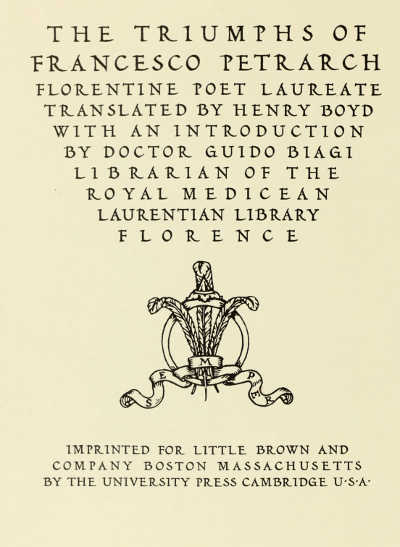 THE TRIUMPHS OF
FRANCESCO PETRARCH
FLORENTINE POET LAUREATE
TRANSLATED BY HENRY BOYD
WITH AN INTRODUCTION
BY DOCTOR GUIDO BIAGI
LIBRARIAN OF THE
ROYAL MEDICEAN
LAURENTIAN LIBRARY
FLORENCE
SEMPER
IMPRINTED FOR LITTLE BROWN AND
COMPANY BOSTON MASSACHUSETTS
BY THE UNIVERSITY PRESS CAMBRIDGE U·S·A·